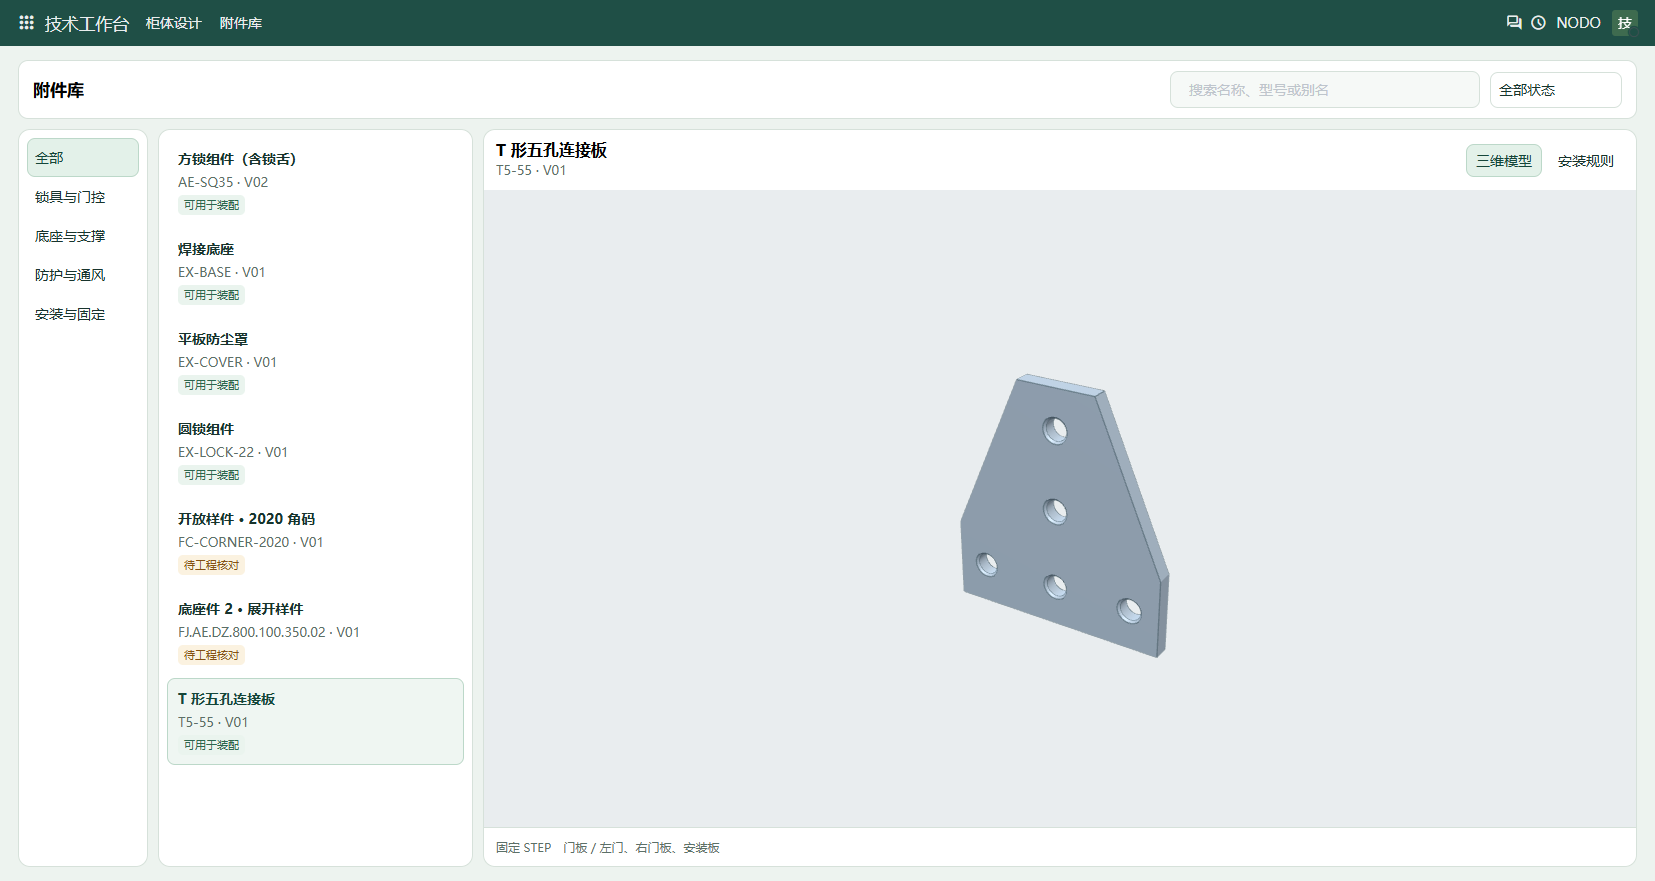 技术工作台 柜体设计 附件库 NODO 技
附件库 搜索名称、型号或别名 全部状态
全部
锁具与门控
底座与支撑
防护与通风
安装与固定
方锁组件（含锁舌）
AE-SQ35 · V02
可用于装配
焊接底座
EX-BASE · V01
可用于装配
平板防尘罩
EX-COVER · V01
可用于装配
圆锁组件
EX-LOCK-22 · V01
可用于装配
开放样件 • 2020 角码
FC-CORNER-2020 · V01
待工程核对
底座件 2 • 展开样件
FJ.AE.DZ.800.100.350.02 · V01
待工程核对
T 形五孔连接板
T5-55 · V01
可用于装配
T 形五孔连接板
T5-55 · V01
三维模型 安装规则
固定 STEP 门板 / 左门、右门板、安装板